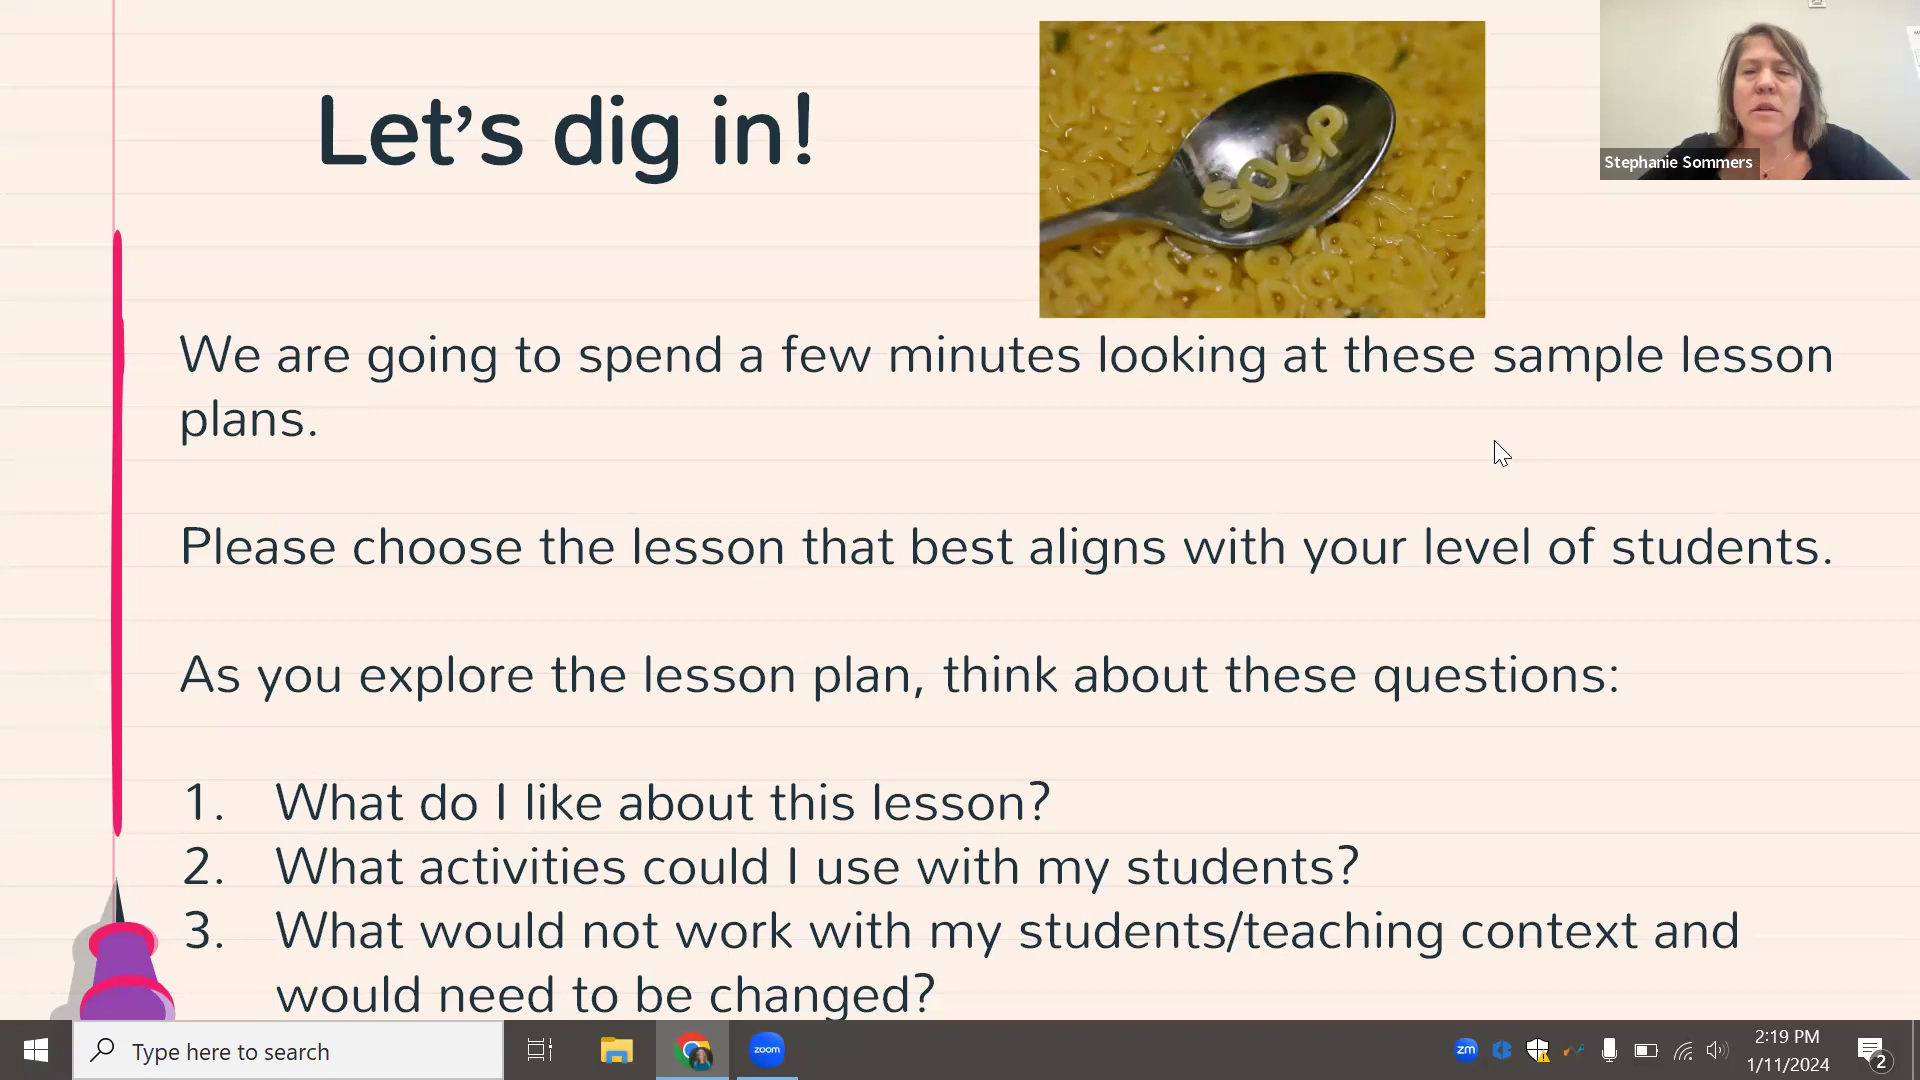 Let's dig in!
SOUP
Stephanie Sommers
We are going to spend a few minutes looking at these sample lesson
plans.
Please choose the lesson that best aligns with your level of students.
As you explore the lesson plan, think about these questions:
1. What do I like about this lesson?
2. What activities could I use with my students?
3. What would not work with my students/teaching context and
would need to be changed?
Type here to search
zoom
zm
2:19 PM
1/11/2024
2